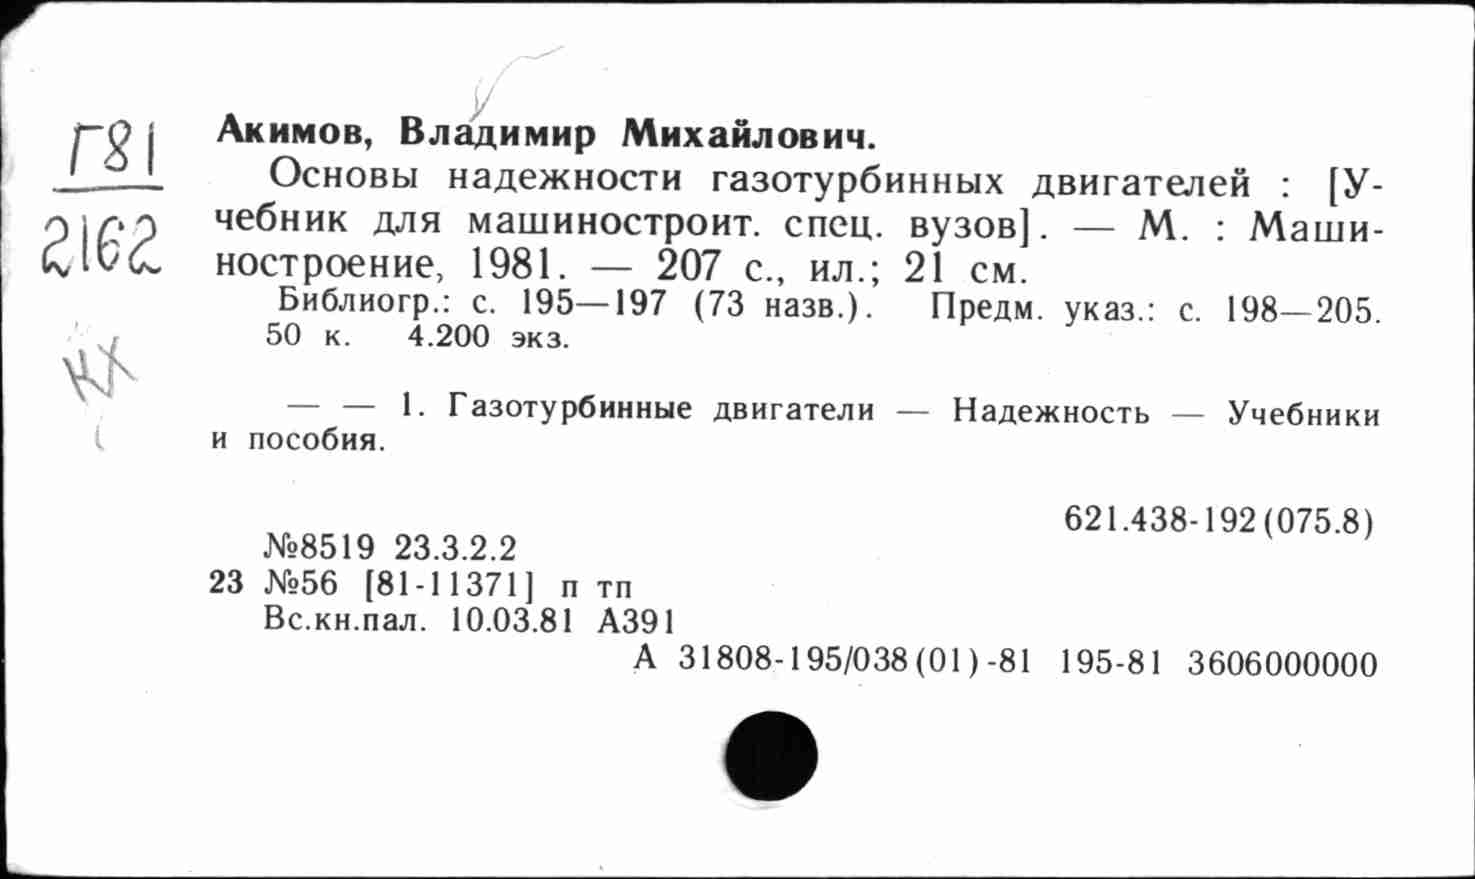 Г81
2162
нх
Акимов, Владимир Михайлович.
Основы надежности газотурбинных двигателей : [У-
чебник для машиностроит. спец. вузов]. — М. : Маши-
ностроение, 1981. — 207 с., ил.; 21 см.
Библиогр.: с. 195—197 (73 назв.). Предм. указ.: с. 198—205.
50 к. 4.200 экз.
— — 1. Газотурбинные двигатели — Надежность — Учебники
и пособия.
621.438-192(075.8)
№8519 23.3.2.2
23 №56 [81-11371] п тп
Вс.кн.пал. 10.03.81 А391
А 31808-195/038(01)-81 195-81 3606000000